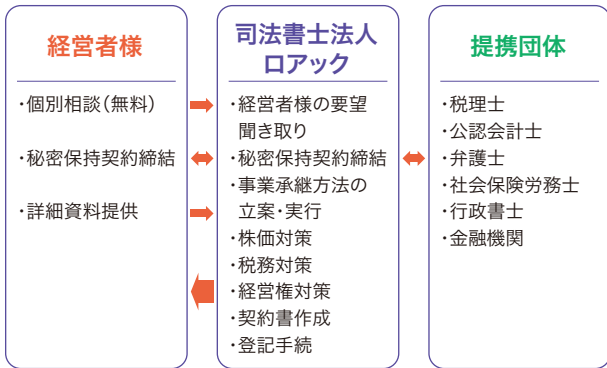 経営者様
・個別相談（無料）
・秘密保持契約締結
・詳細資料提供
司法書士法人
ロアック
・経営者様の要望
聞き取り
・秘密保持契約締結
・事業承継方法の
立案・実行
・株価対策
・税務対策
・経営権対策
・契約書作成
・登記手続
提携団体
・税理士
・公認会計士
・弁護士
・社会保険労務士
・行政書士
・金融機関